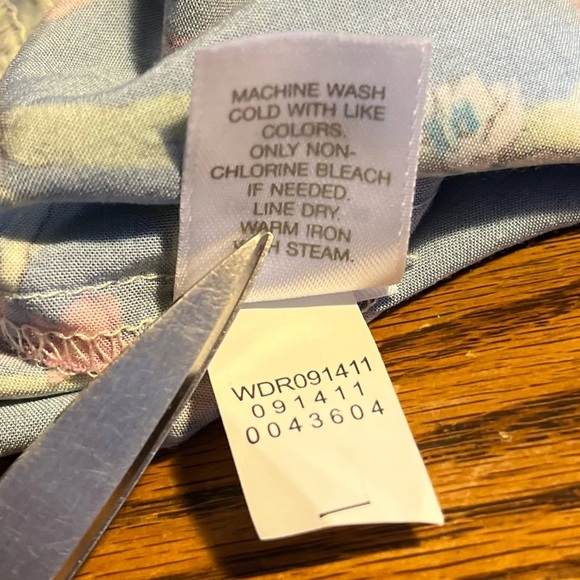 MACHINE WASH
COLD WITH LIKE
COLORS.
ONLY NON-
CHLORINE BLEACH
IF NEEDED.
LINE DRY.
WARM IRON
WITH STEAM.
WDR091411
091411
0043604